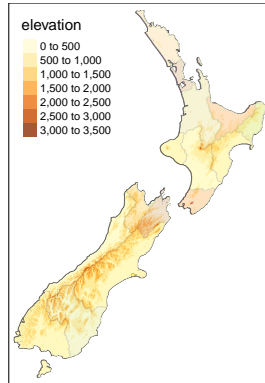 elevation
0 to 500
500 to 1,000
1,000 to 1,500
1,500 to 2,000
2,000 to 2,500
2,500 to 3,000
3,000 to 3,500